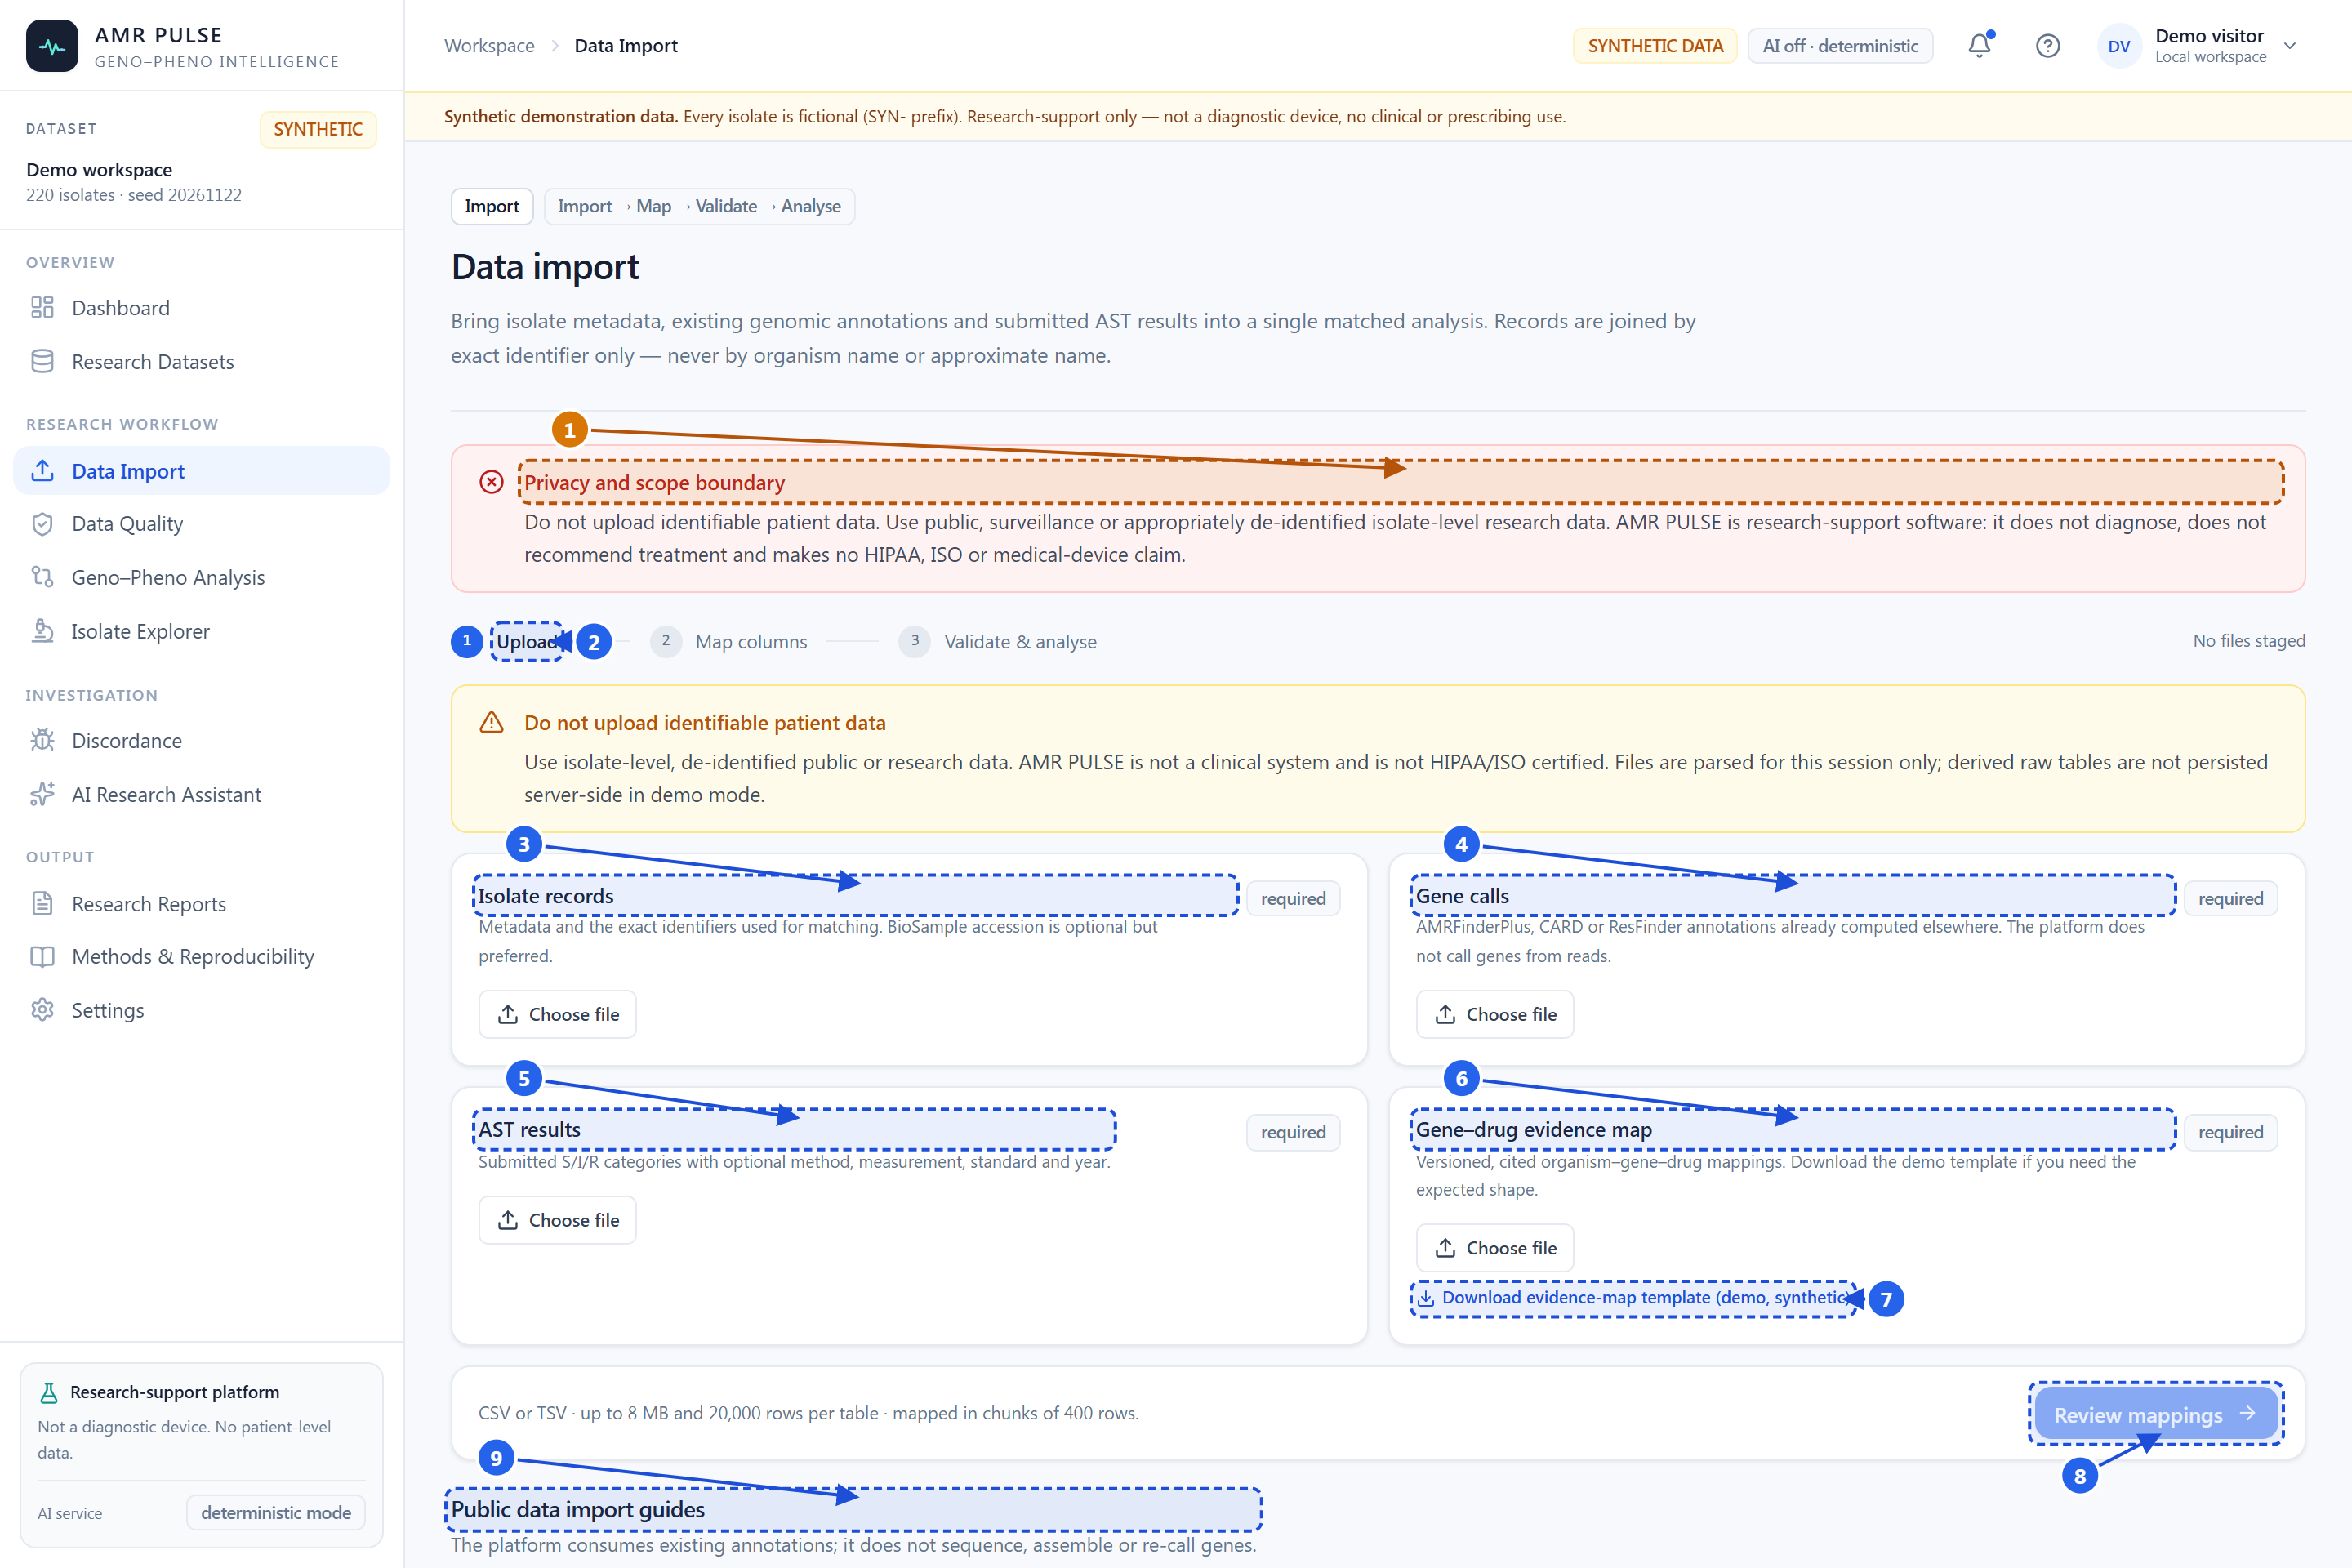 AMR PULSE
GENO–PHENO INTELLIGENCE
DATASET
SYNTHETIC
Demo workspace
220 isolates · seed 20261122
OVERVIEW
Dashboard
Research Datasets
RESEARCH WORKFLOW
Data Import
Data Quality
Geno–Pheno Analysis
Isolate Explorer
INVESTIGATION
Discordance
AI Research Assistant
OUTPUT
Research Reports
Methods & Reproducibility
Settings
Research-support platform
Not a diagnostic device. No patient-level
data.
AI service
deterministic mode
Workspace > Data Import
SYNTHETIC DATA
AI off · deterministic
DV
Demo visitor
Local workspace
Synthetic demonstration data. Every isolate is fictional (SYN- prefix). Research-support only — not a diagnostic device, no clinical or prescribing use.
Import
Import → Map → Validate → Analyse
Data import
Bring isolate metadata, existing genomic annotations and submitted AST results into a single matched analysis. Records are joined by
exact identifier only — never by organism name or approximate name.
1
Privacy and scope boundary
Do not upload identifiable patient data. Use public, surveillance or appropriately de-identified isolate-level research data. AMR PULSE is research-support software: it does not diagnose, does not
recommend treatment and makes no HIPAA, ISO or medical-device claim.
1 Upload 2
2 Map columns
3 Validate & analyse
No files staged
Do not upload identifiable patient data
Use isolate-level, de-identified public or research data. AMR PULSE is not a clinical system and is not HIPAA/ISO certified. Files are parsed for this session only; derived raw tables are not persisted
server-side in demo mode.
3
Isolate records
required
Metadata and the exact identifiers used for matching. BioSample accession is optional but
preferred.
Choose file
4
Gene calls
required
AMRFinderPlus, CARD or ResFinder annotations already computed elsewhere. The platform does
not call genes from reads.
Choose file
5
AST results
required
Submitted S/I/R categories with optional method, measurement, standard and year.
Choose file
6
Gene–drug evidence map
required
Versioned, cited organism–gene–drug mappings. Download the demo template if you need the
expected shape.
Choose file
Download evidence-map template (demo, synthetic)
7
CSV or TSV · up to 8 MB and 20,000 rows per table · mapped in chunks of 400 rows.
Review mappings
8
9
Public data import guides
The platform consumes existing annotations; it does not sequence, assemble or re-call genes.